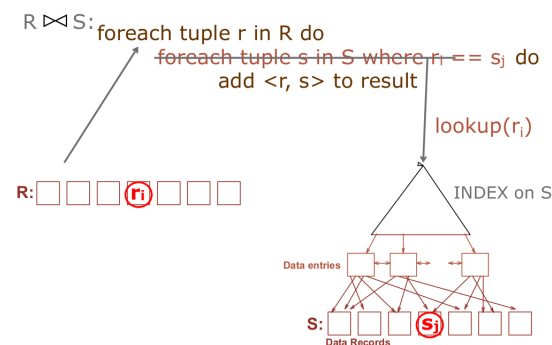 R ⋈ S:
foreach tuple r in R do
foreach tuple s in S where rᵢ == sⱼ do
add <r, s> to result
lookup(rᵢ)
R:
rᵢ
INDEX on S
Data entries
S:
sⱼ
Data Records